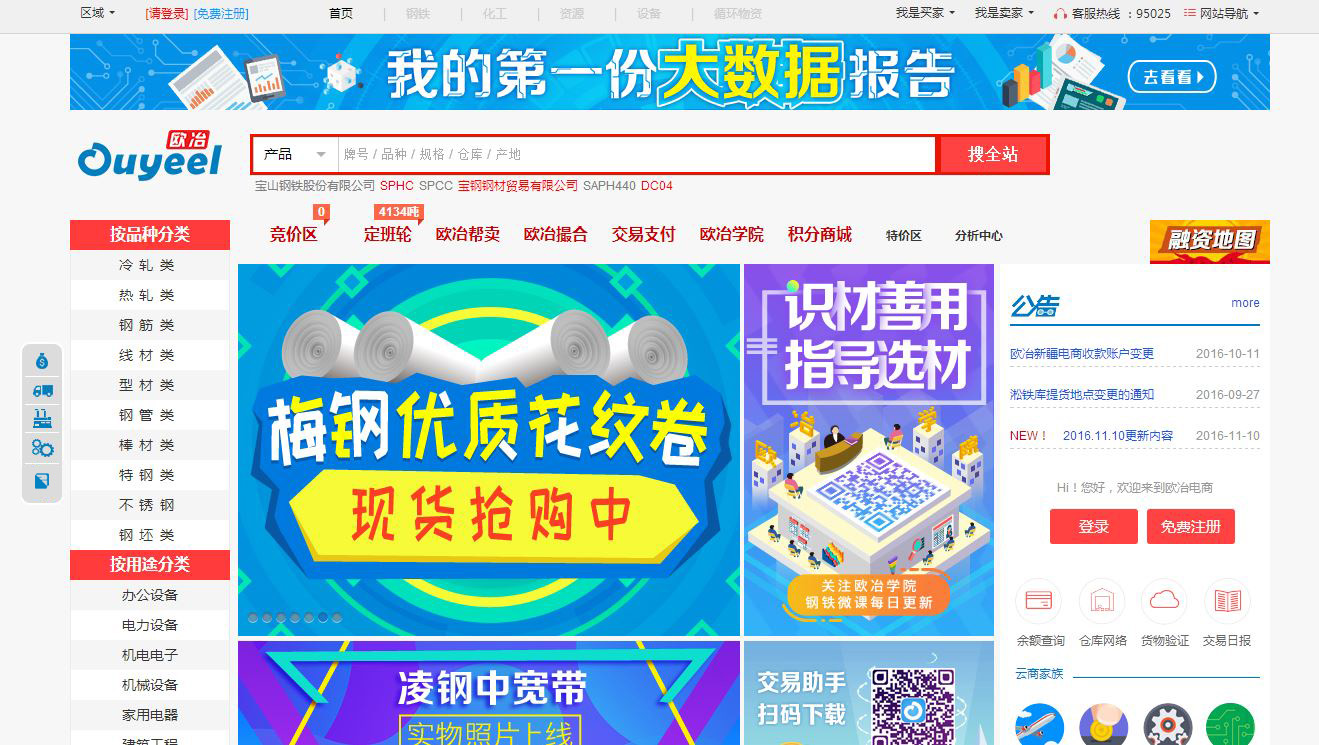 区域 [请登录] [免费注册] 首页 钢铁 化工 资源 设备 循环物资 我是买家 我是卖家 客服热线 ：95025 网站导航
我的第一份大数据报告 去看看
欧冶
Ouyeel
产品 牌号 / 品种 / 规格 / 仓库 / 产地 搜全站
宝山钢铁股份有限公司 SPHC SPCC 宝钢钢材贸易有限公司 SAPH440 DC04
0 4134吨
竞价区 定班轮 欧冶帮卖 欧冶撮合 交易支付 欧冶学院 积分商城 特价区 分析中心
融资地图
按品种分类
冷 轧 类
热 轧 类
钢 筋 类
线 材 类
型 材 类
钢 管 类
棒 材 类
特 钢 类
不 锈 钢
钢 坯 类
按用途分类
办公设备
电力设备
机电电子
机械设备
家用电器
建筑工程
梅钢优质花纹卷
现货抢购中
凌钢中宽带
实物照片上线
识材善用
指导选材
欧冶学院
关注欧冶学院
钢铁微课每日更新
交易助手
扫码下载
公告 more
欧冶新疆电商收款账户变更 2016-10-11
淞铁库提货地点变更的通知 2016-09-27
NEW！ 2016.11.10更新内容 2016-11-10
Hi！您好，欢迎来到欧冶电商
登录 免费注册
余额查询 仓库网络 货物验证 交易日报
云商家族